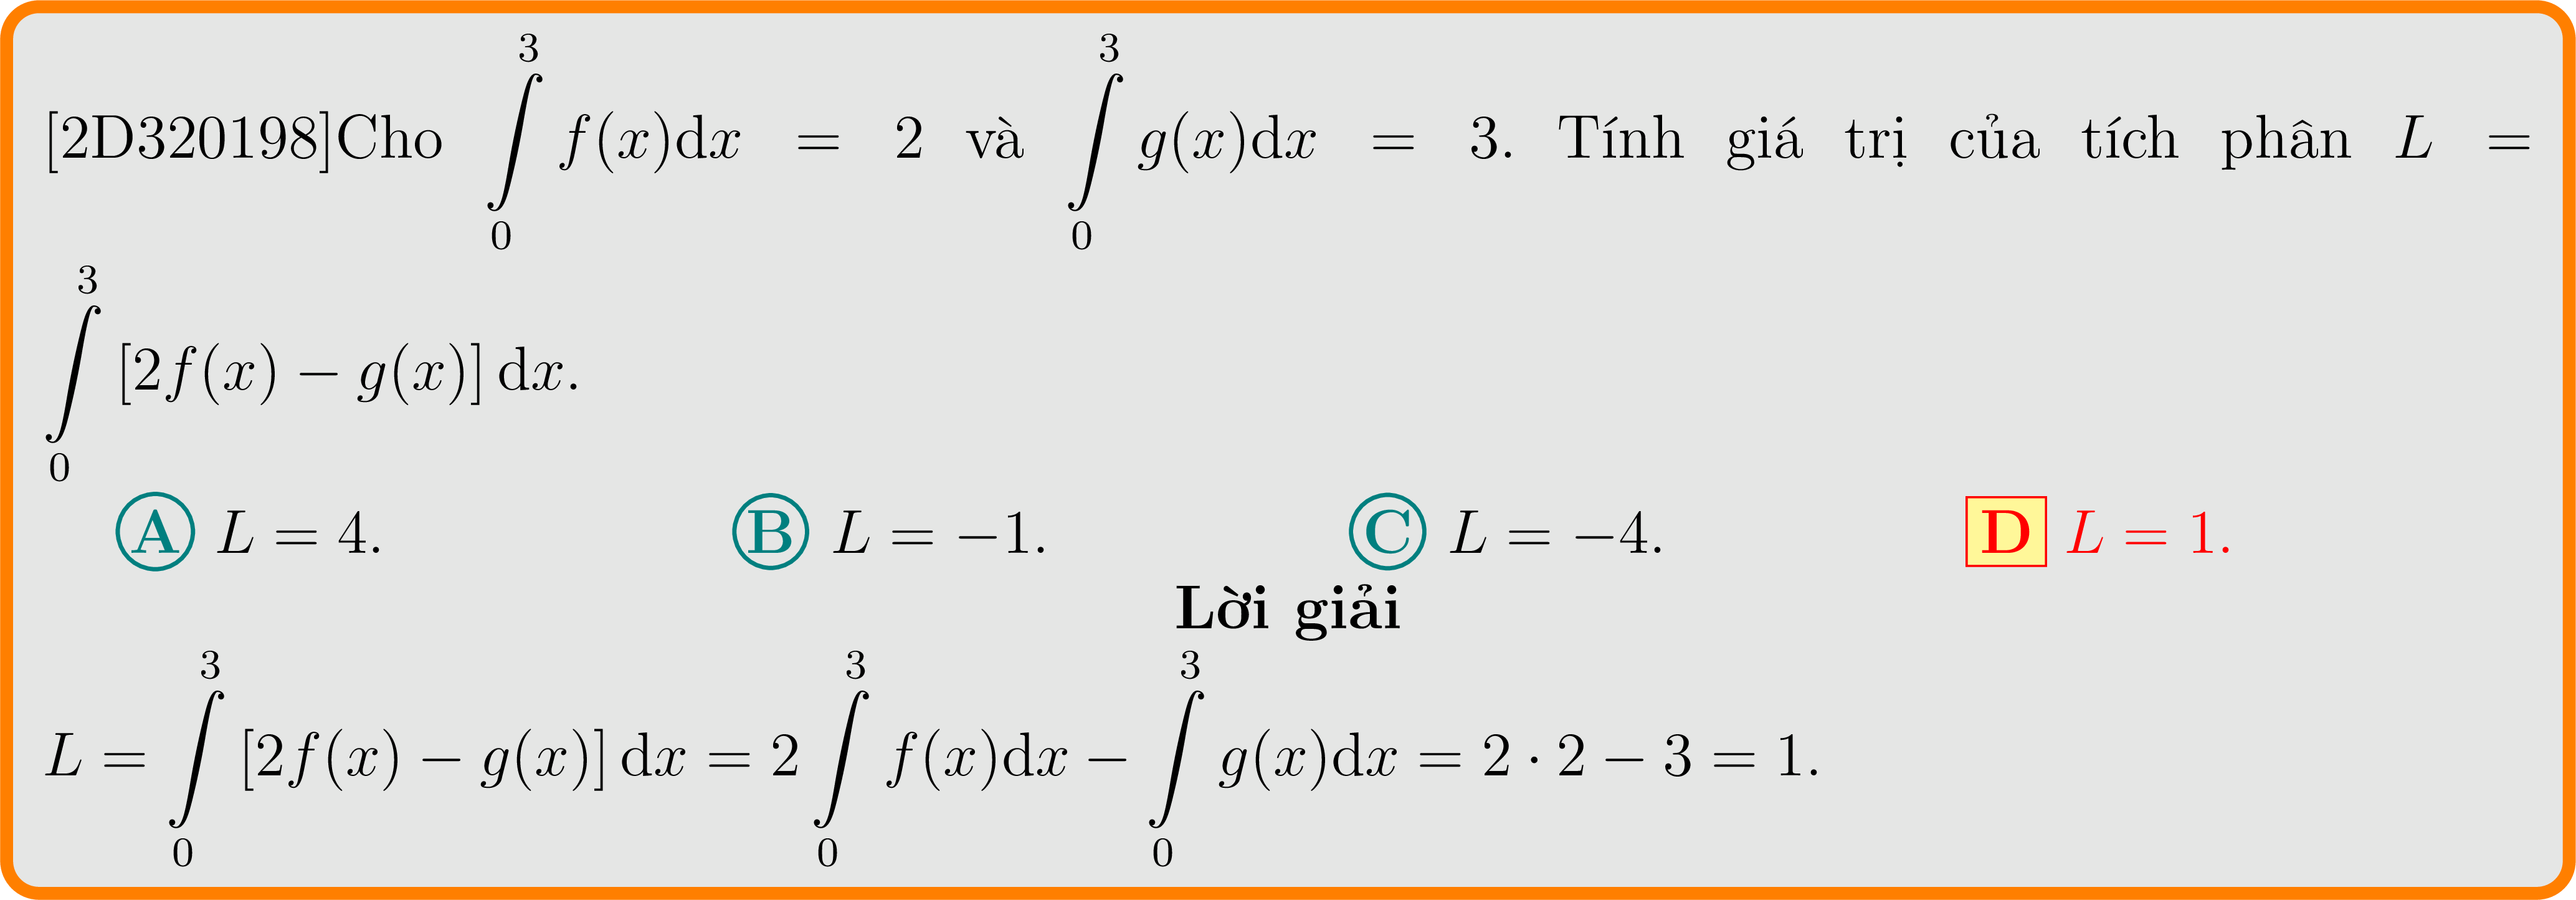 [2D320198]Cho $\int\limits_0^3 f(x)\mathrm{d}x = 2$ và $\int\limits_0^3 g(x)\mathrm{d}x = 3$. Tính giá trị của tích phân $L =$
$\int\limits_0^3 [2f(x) - g(x)]\,\mathrm{d}x$.
Ⓐ $L = 4$. Ⓑ $L = -1$. Ⓒ $L = -4$. D $L = 1$.
Lời giải
$L = \int\limits_0^3 [2f(x) - g(x)]\,\mathrm{d}x = 2\int\limits_0^3 f(x)\mathrm{d}x - \int\limits_0^3 g(x)\mathrm{d}x = 2 \cdot 2 - 3 = 1$.